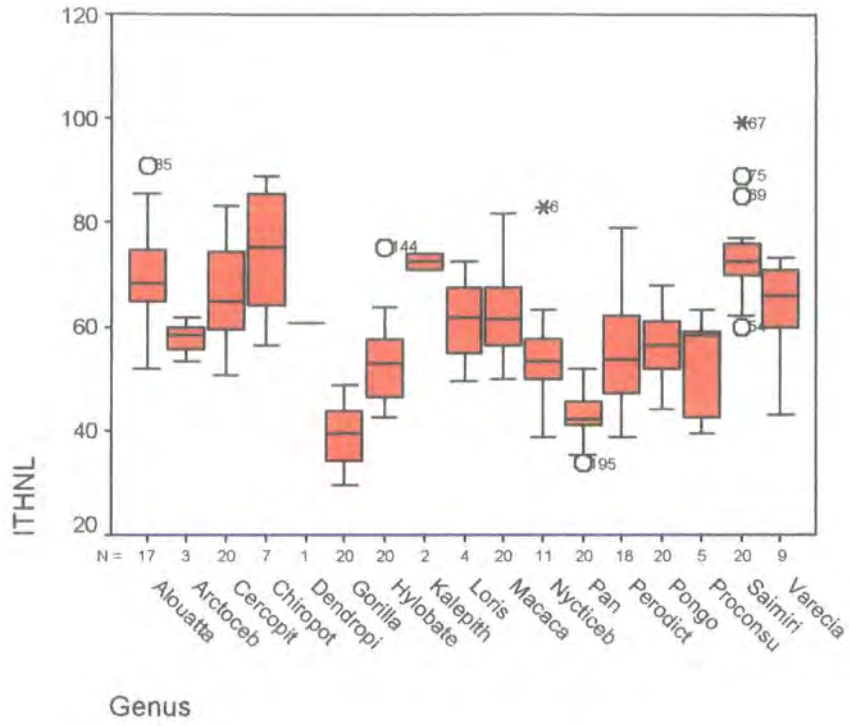 120
100
80
60
40
20
ITHNL
85
144
6
195
67
75
69
54
N = 17 3 20 7 1 20 20 2 4 20 11 20 18 20 5 20 9
Alouatta
Arctoceb
Cercopit
Chiropot
Dendropi
Gorilla
Hylobate
Kalepith
Loris
Macaca
Nycticeb
Pan
Perodict
Pongo
Proconsu
Saimiri
Varecia
Genus